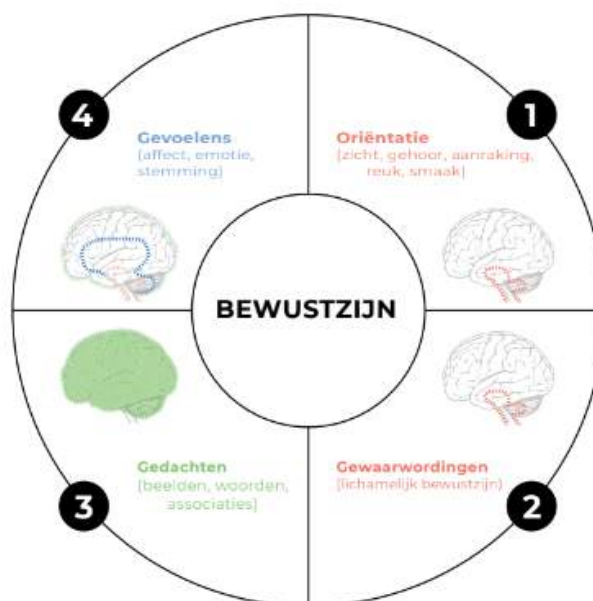 4
Gevoelens
(affect, emotie,
stemming)
1
Oriëntatie
(zicht, gehoor, aanraking,
reuk, smaak)
BEWUSTZIJN
3
Gedachten
(beelden, woorden,
associaties)
2
Gewaarwordingen
(lichamelijk bewustzijn)